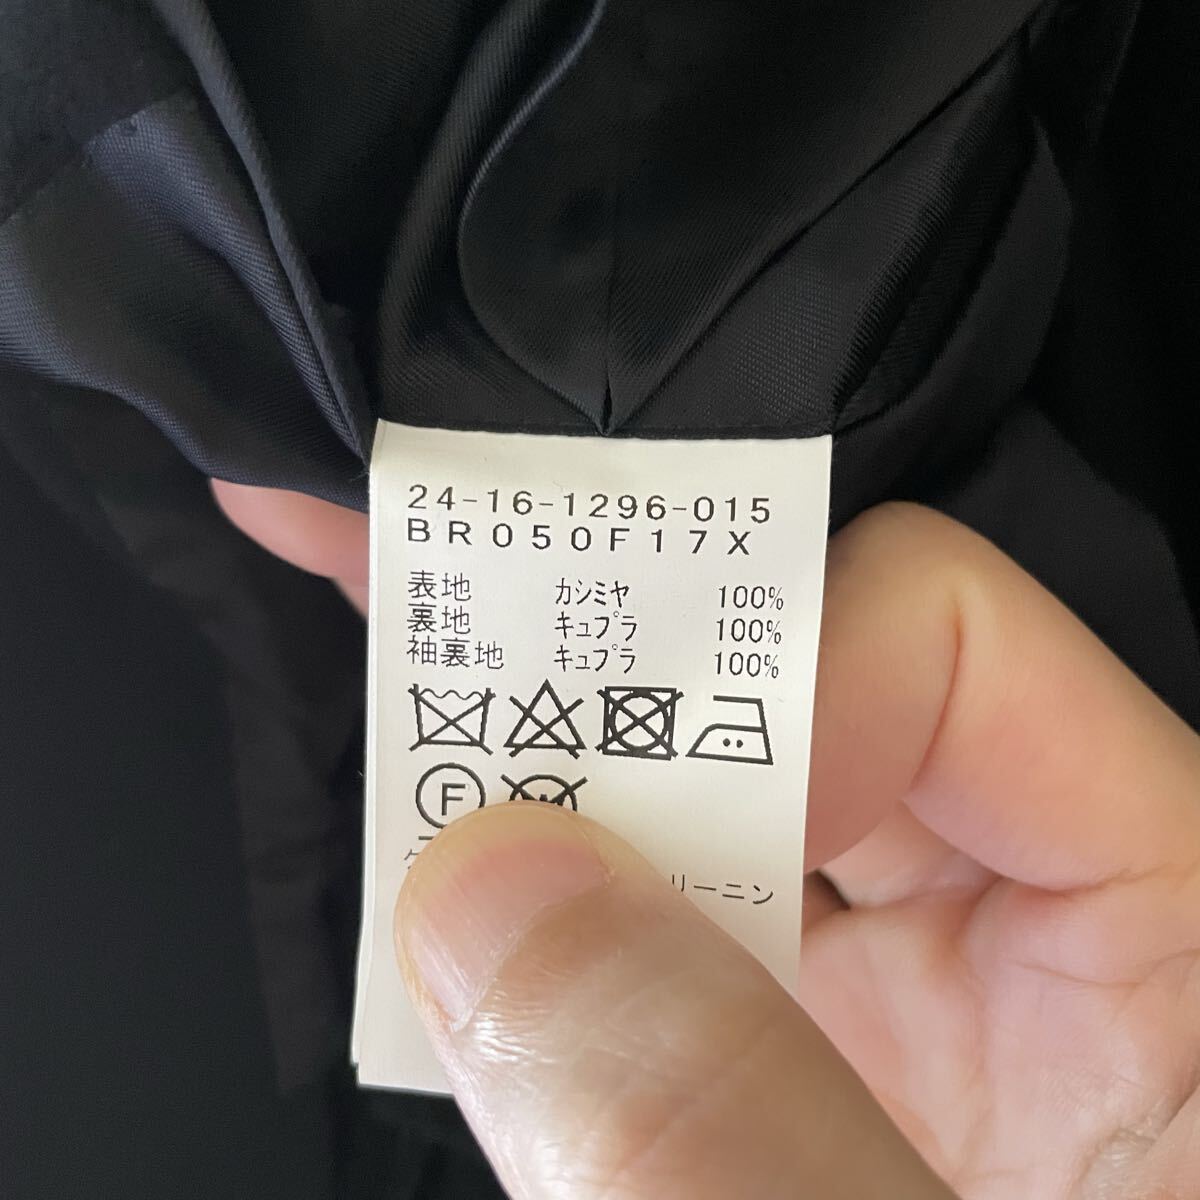 24-16-1296-015
BR050F17X
表地 カシミヤ 100%
裏地 キュプラ 100%
袖裏地 キュプラ 100%
F
リーニン